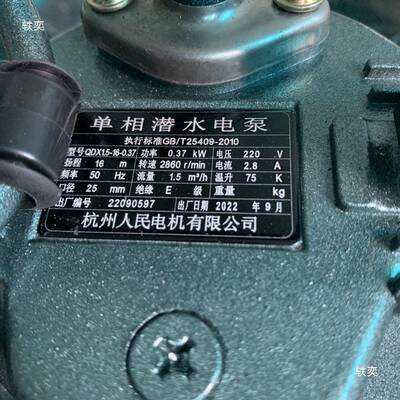 轶奕
单相潜水电泵
执行标准GB/T25409-2010
型号QDX1.5-16-0.37 功率 0.37 kW 电压 220 V
扬程 16 m 转速 2860 r/min 电流 2.8 A
频率 50 Hz 流量 1.5 m³/h 温升 75 K
口径 25 mm 绝缘 E 级 重量 kg
出厂编号 22090597 出厂日期 2022 年 9 月
杭州人民电机有限公司
轶奕